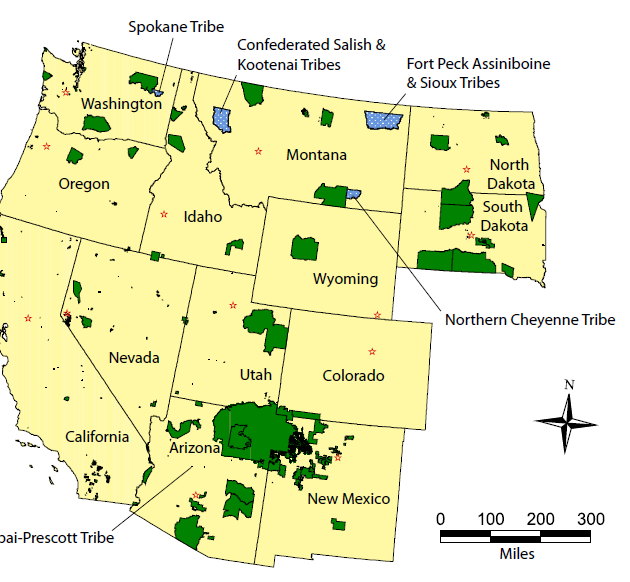 Spokane Tribe
Confederated Salish &
Kootenai Tribes
Fort Peck Assiniboine
& Sioux Tribes
Washington
Montana
North
Dakota
Oregon
Idaho
South
Dakota
Wyoming
Northern Cheyenne Tribe
Nevada
Utah
Colorado
N
California
Arizona
New Mexico
pai-Prescott Tribe
0 100 200 300
Miles